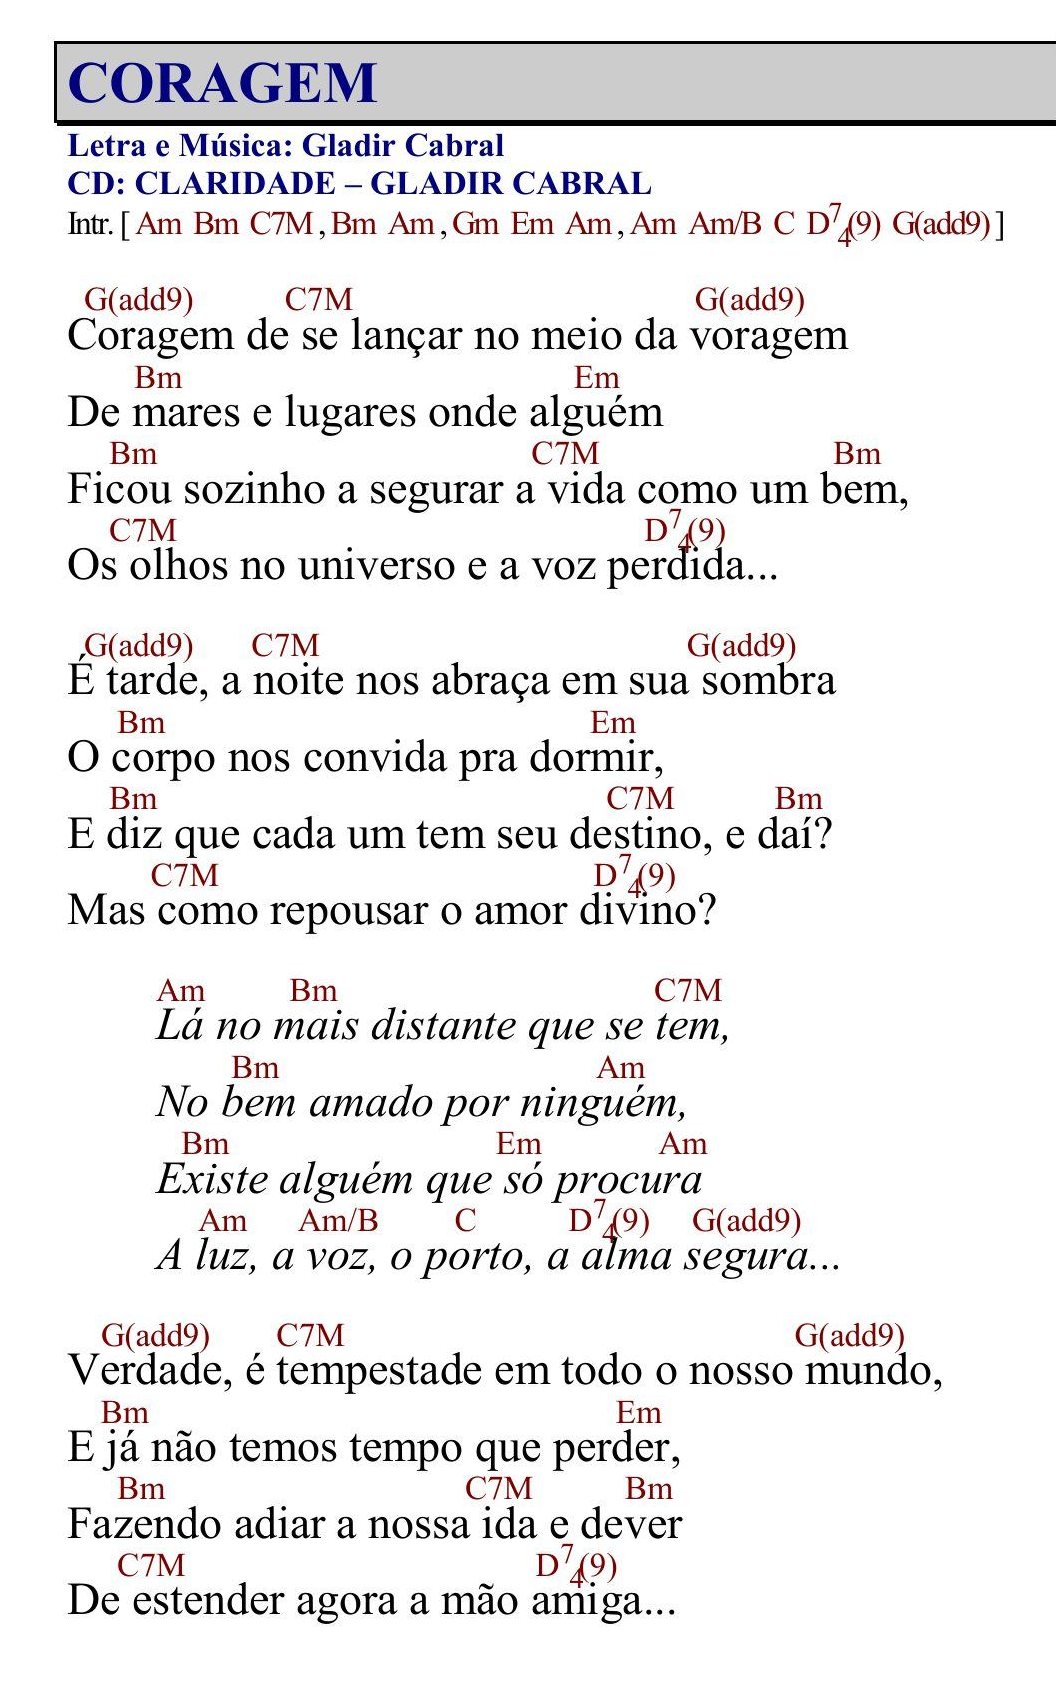 CORAGEM
Letra e Música: Gladir Cabral
CD: CLARIDADE – GLADIR CABRAL
Intr. [ Am Bm C7M , Bm Am , Gm Em Am , Am Am/B C D7/4(9) G(add9) ]
G(add9) C7M G(add9)
Coragem de se lançar no meio da voragem
Bm Em
De mares e lugares onde alguém
Bm C7M Bm
Ficou sozinho a segurar a vida como um bem,
C7M D7/4(9)
Os olhos no universo e a voz perdida...
G(add9) C7M G(add9)
É tarde, a noite nos abraça em sua sombra
Bm Em
O corpo nos convida pra dormir,
Bm C7M Bm
E diz que cada um tem seu destino, e daí?
C7M D7/4(9)
Mas como repousar o amor divino?
Am Bm C7M
Lá no mais distante que se tem,
Bm Am
No bem amado por ninguém,
Bm Em Am
Existe alguém que só procura
Am Am/B C D7/4(9) G(add9)
A luz, a voz, o porto, a alma segura...
G(add9) C7M G(add9)
Verdade, é tempestade em todo o nosso mundo,
Bm Em
E já não temos tempo que perder,
Bm C7M Bm
Fazendo adiar a nossa ida e dever
C7M D7/4(9)
De estender agora a mão amiga...